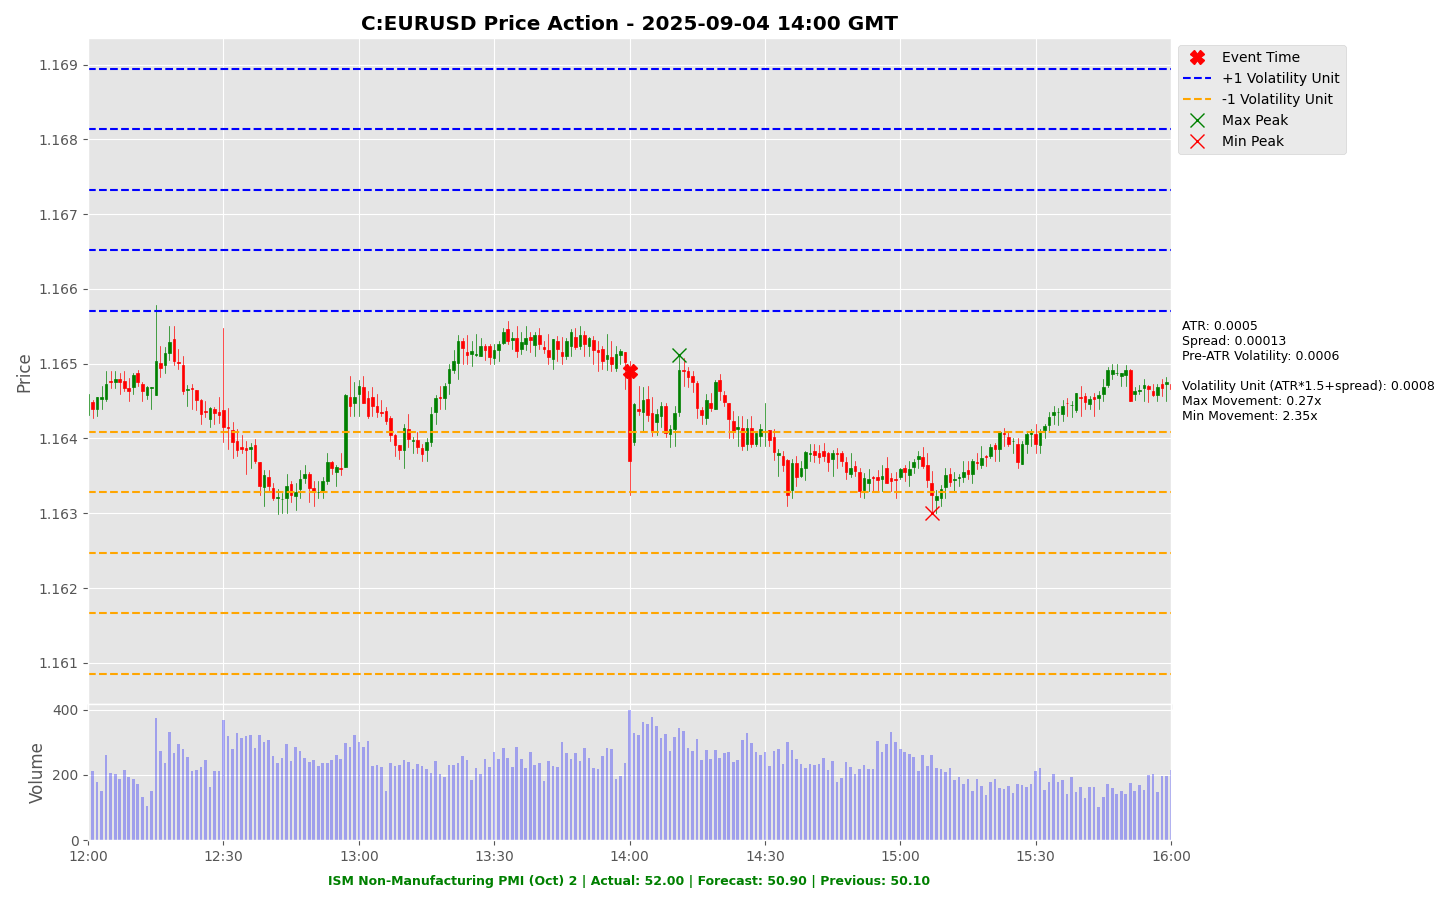 C:EURUSD Price Action - 2025-09-04 14:00 GMT
Event Time
+1 Volatility Unit
-1 Volatility Unit
Max Peak
Min Peak
Price
1.169
1.168
1.167
1.166
1.165
1.164
1.163
1.162
1.161
ATR: 0.0005
Spread: 0.00013
Pre-ATR Volatility: 0.0006
Volatility Unit (ATR*1.5+spread): 0.0008
Max Movement: 0.27x
Min Movement: 2.35x
Volume
400
200
0
12:00 12:30 13:00 13:30 14:00 14:30 15:00 15:30 16:00
ISM Non-Manufacturing PMI (Oct) 2 | Actual: 52.00 | Forecast: 50.90 | Previous: 50.10